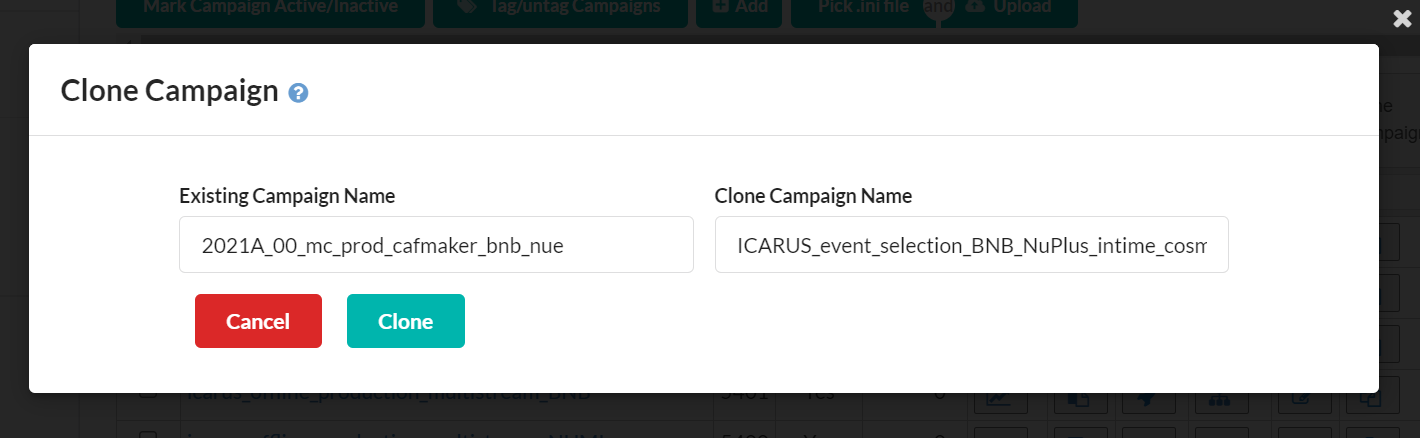 Mark Campaign Active/Inactive Tag/untag Campaigns Add Pick .ini file and Upload
Clone Campaign
Existing Campaign Name Clone Campaign Name
2021A_00_mc_prod_cafmaker_bnb_nue ICARUS_event_selection_BNB_NuPlus_intime_cosm
Cancel Clone